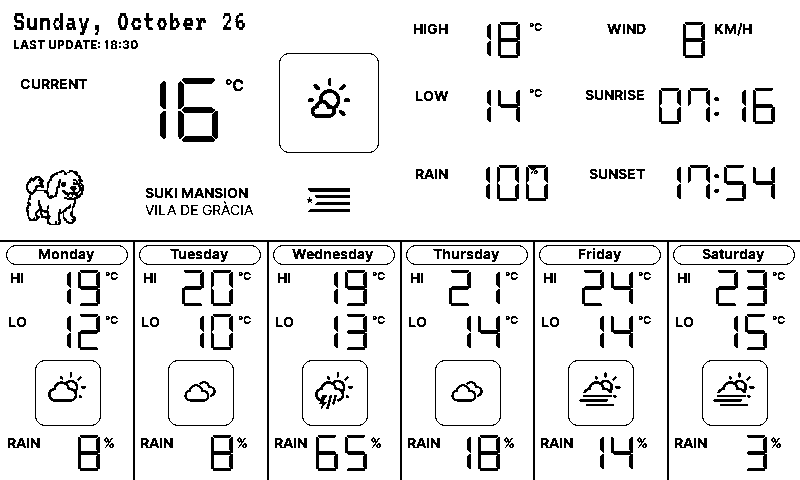 Sunday, October 26
LAST UPDATE: 18:30
CURRENT 16 °C
HIGH 18 °C
LOW 14 °C
RAIN 100 %
WIND 8 KM/H
SUNRISE 07:16
SUNSET 17:54
SUKI MANSION
VILA DE GRÀCIA
Monday
HI 19 °C
LO 12 °C
RAIN 8 %
Tuesday
HI 20 °C
LO 10 °C
RAIN 8 %
Wednesday
HI 19 °C
LO 13 °C
RAIN 65 %
Thursday
HI 21 °C
LO 14 °C
RAIN 18 %
Friday
HI 24 °C
LO 14 °C
RAIN 14 %
Saturday
HI 23 °C
LO 15 °C
RAIN 3 %